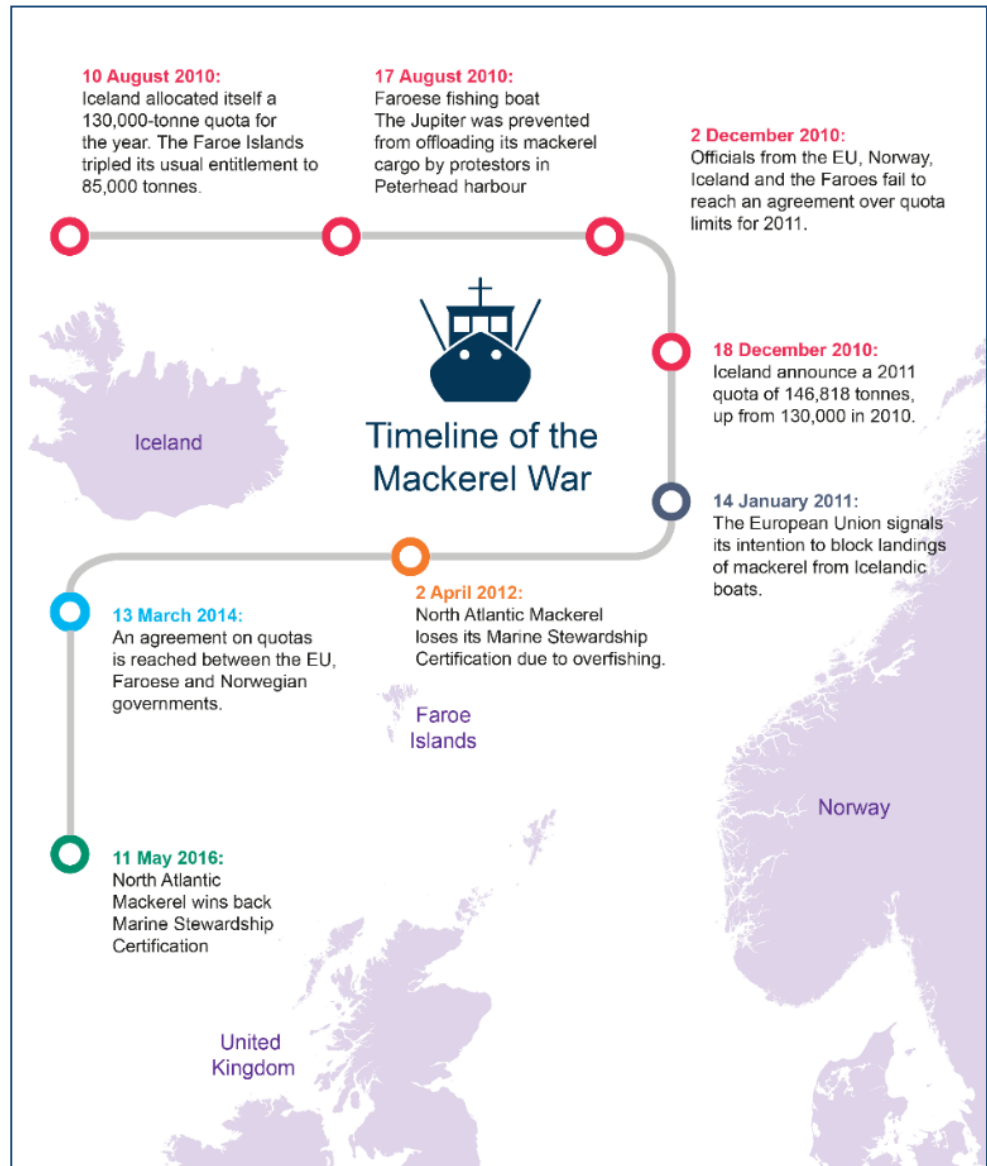 10 August 2010:
Iceland allocated itself a
130,000-tonne quota for
the year. The Faroe Islands
tripled its usual entitlement to
85,000 tonnes.
17 August 2010:
Faroese fishing boat
The Jupiter was prevented
from offloading its mackerel
cargo by protestors in
Peterhead harbour
2 December 2010:
Officials from the EU, Norway,
Iceland and the Faroes fail to
reach an agreement over quota
limits for 2011.
18 December 2010:
Iceland announce a 2011
quota of 146,818 tonnes,
up from 130,000 in 2010.
Iceland
Timeline of the
Mackerel War
14 January 2011:
The European Union signals
its intention to block landings
of mackerel from Icelandic
boats.
2 April 2012:
North Atlantic Mackerel
loses its Marine Stewardship
Certification due to overfishing.
13 March 2014:
An agreement on quotas
is reached between the EU,
Faroese and Norwegian
governments.
Faroe
Islands
Norway
11 May 2016:
North Atlantic
Mackerel wins back
Marine Stewardship
Certification
United
Kingdom